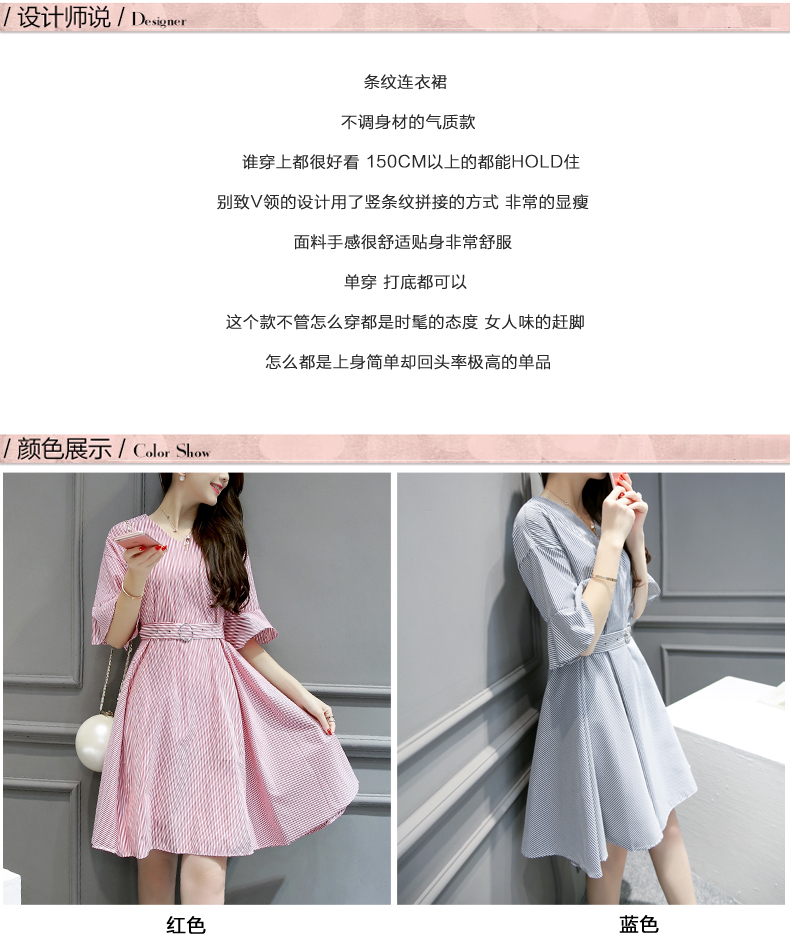 / 设计师说 / Designer
条纹连衣裙
不调身材的气质款
谁穿上都很好看 150CM以上的都能HOLD住
别致V领的设计用了竖条纹拼接的方式 非常的显瘦
面料手感很舒适贴身非常舒服
单穿 打底都可以
这个款不管怎么穿都是时髦的态度 女人味的赶脚
怎么都是上身简单却回头率极高的单品
/ 颜色展示 / Color Show
红色
蓝色